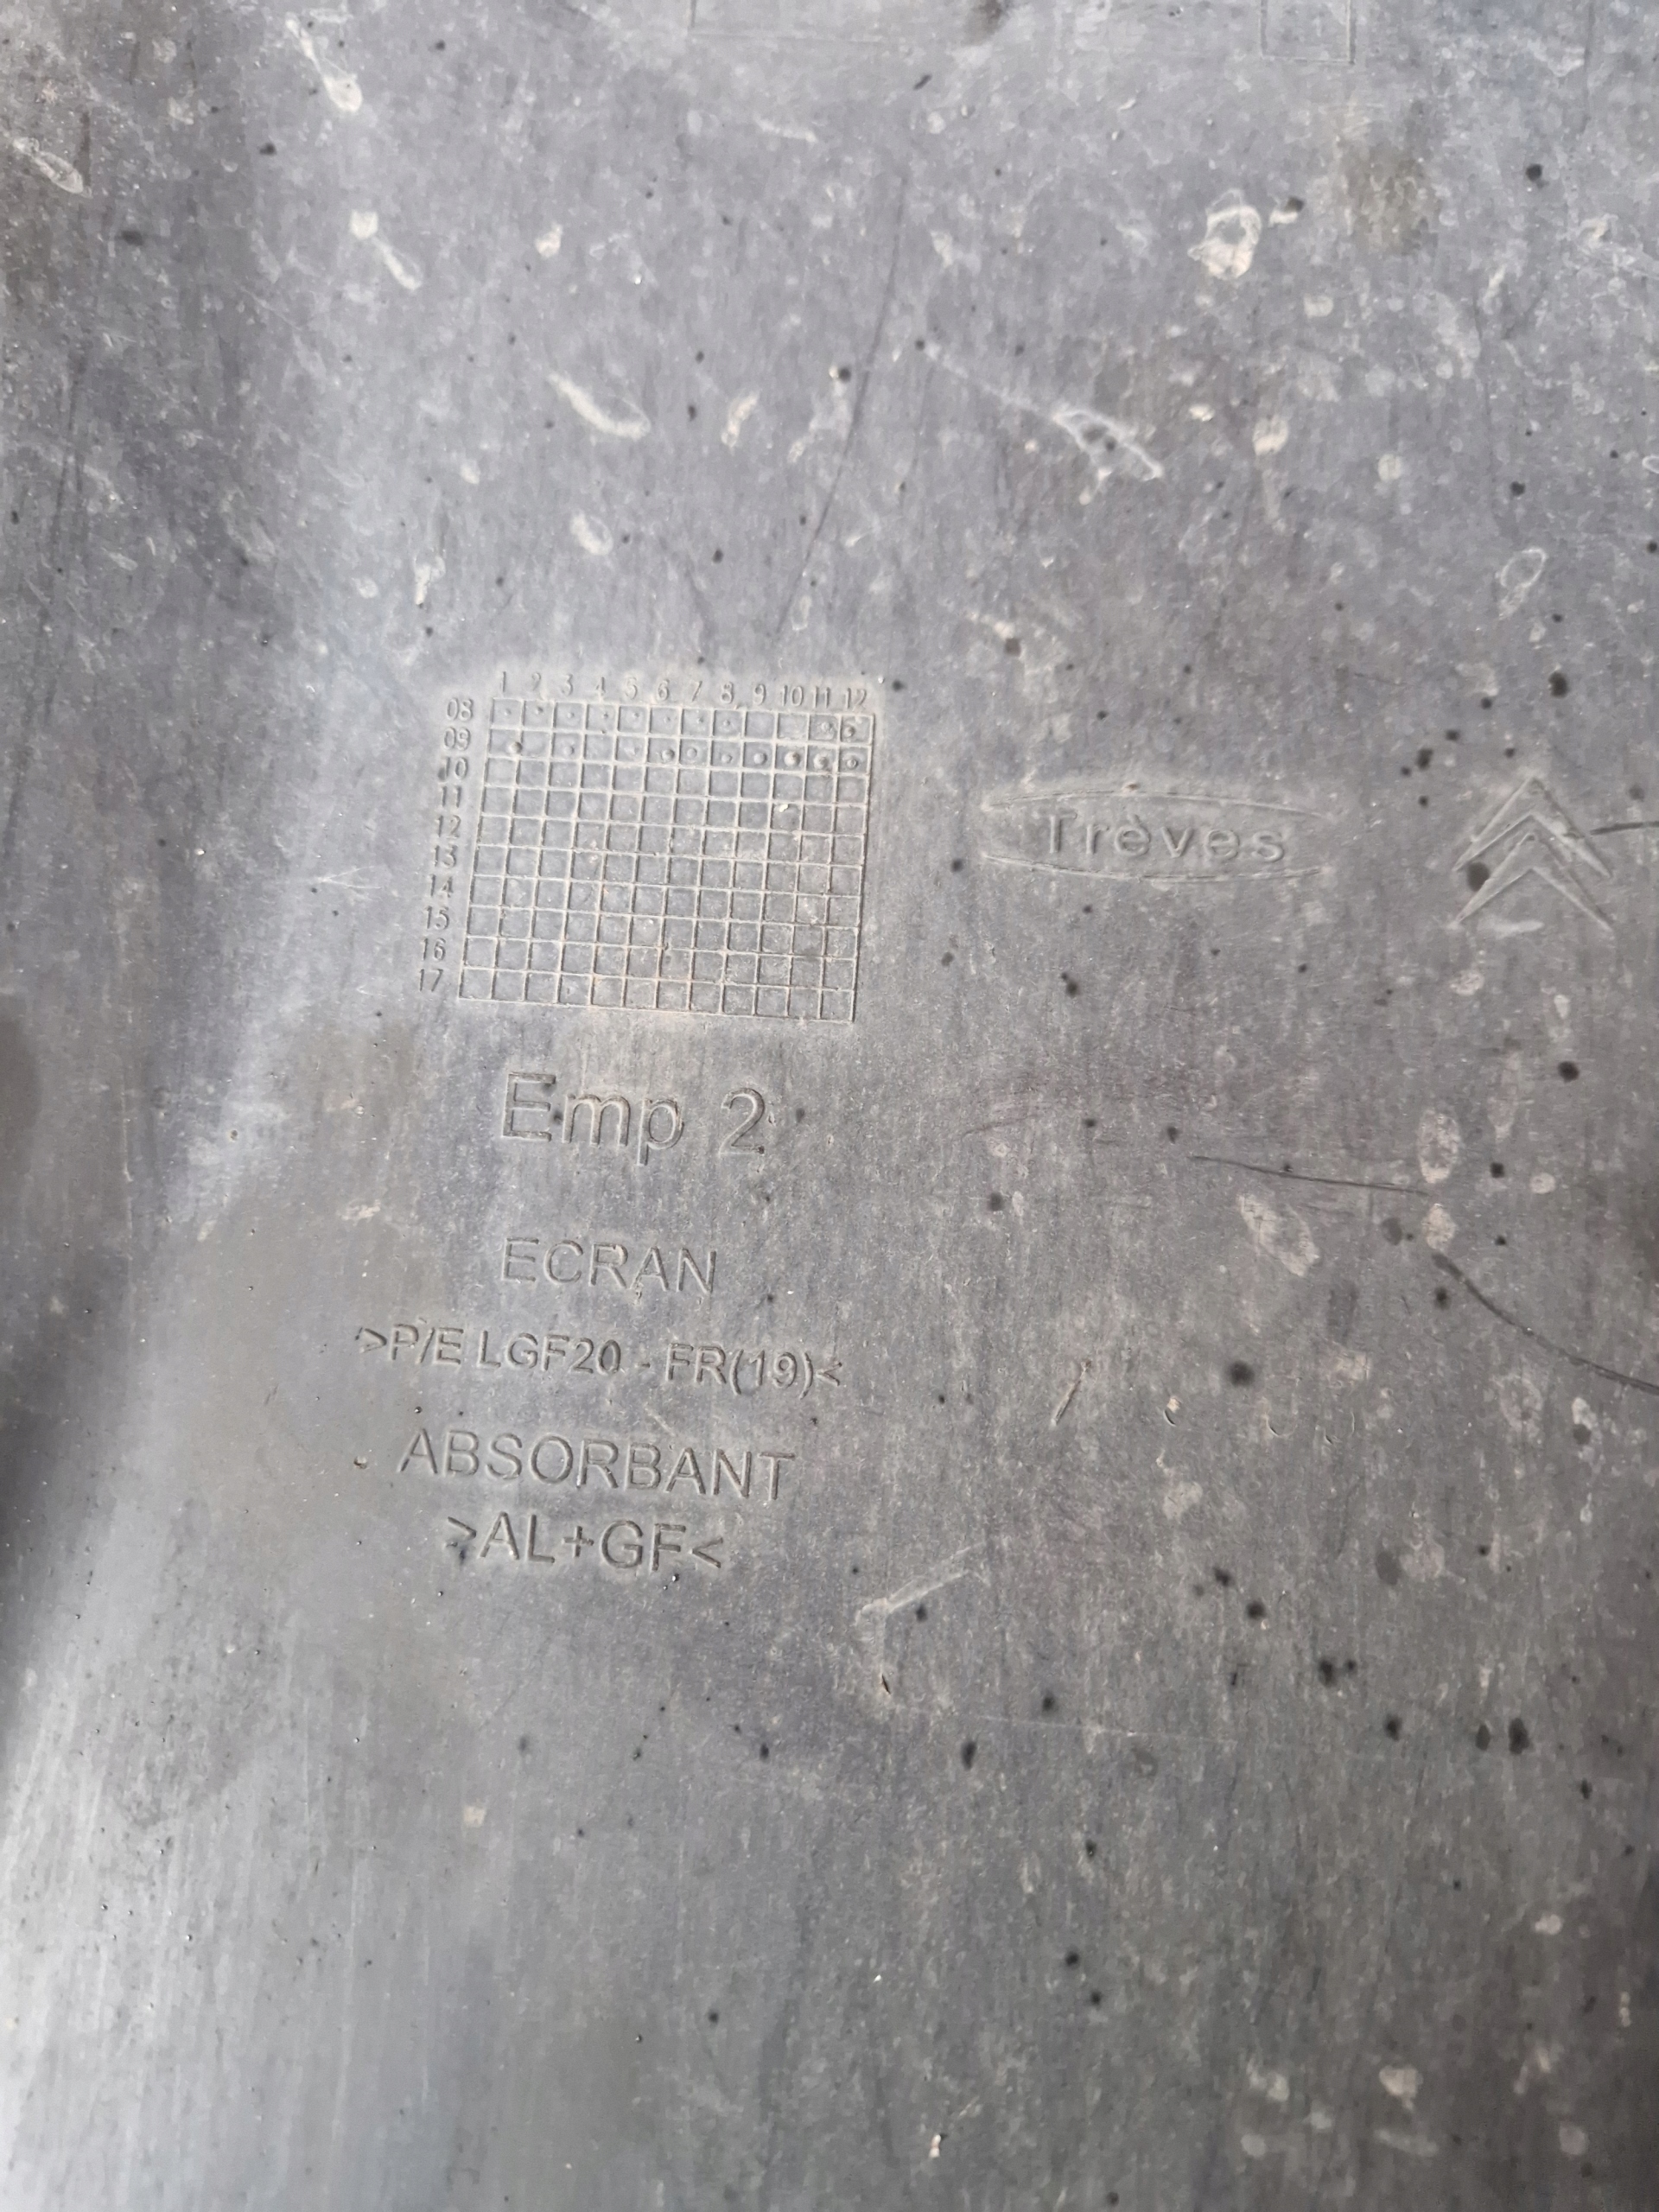 1 2 3 4 5 6 7 8 9 10 11 12
08
09
10
11
12
13
14
15
16
17
Trèves
Emp 2
ECRAN
>P/E LGF20 - FR(19)<
ABSORBANT
>AL+GF<